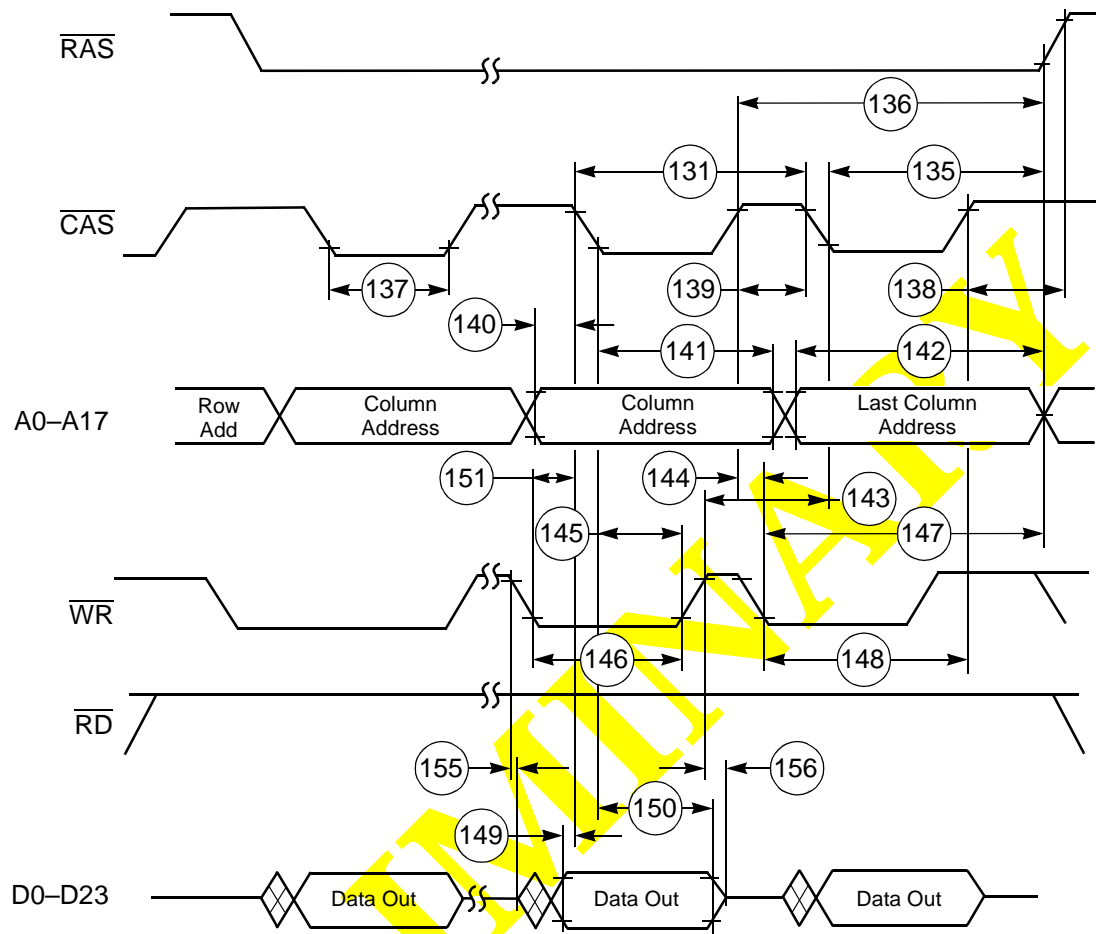 RAS
136
131
135
CAS
137
139
138
140
141
142
A0–A17
Row
Add
Column
Address
Column
Address
Last Column
Address
151
144
143
145
147
WR
146
148
RD
155
156
150
149
D0–D23
Data Out
Data Out
Data Out
IMINARY